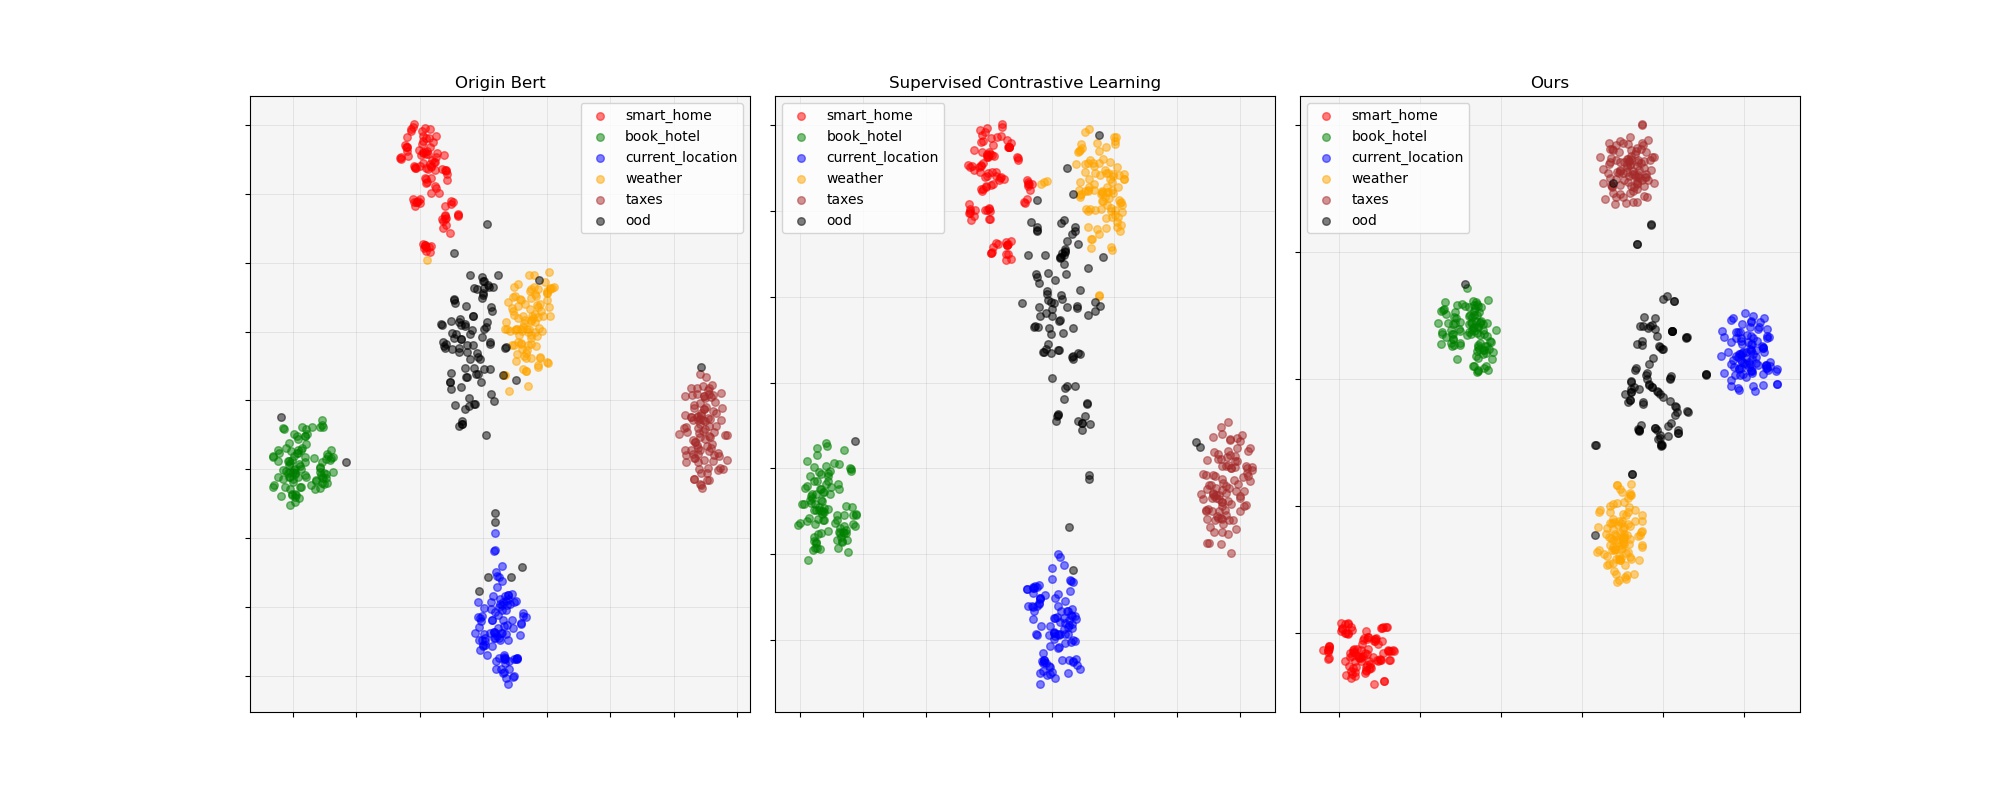 Origin Bert
smart_home
book_hotel
current_location
weather
taxes
ood
Supervised Contrastive Learning
smart_home
book_hotel
current_location
weather
taxes
ood
Ours
smart_home
book_hotel
current_location
weather
taxes
ood